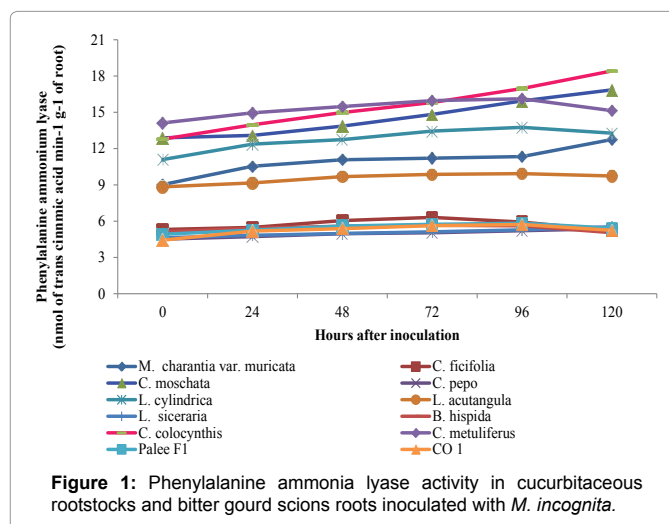 21
18
15
12
9
6
3
0
Phenylalanine ammonium lyase
(nmol of trans cinnmic acid min-1 g-1 of root)
0 24 48 72 96 120
Hours after inoculation
M. charantia var. muricata C. ficifolia
C. moschata C. pepo
L. cylindrica L. acutangula
L. siceraria B. hispida
C. colocynthis C. metuliferus
Palee F1 CO 1
Figure 1: Phenylalanine ammonia lyase activity in cucurbitaceous
rootstocks and bitter gourd scions roots inoculated with M. incognita.